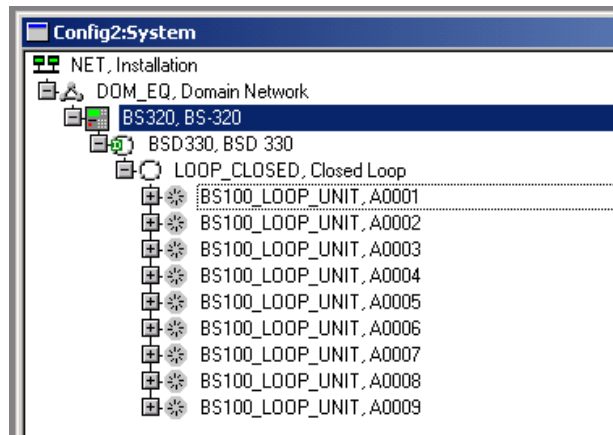 Config2:System
NET, Installation
DOM_EQ, Domain Network
BS320, BS-320
BSD330, BSD 330
LOOP_CLOSED, Closed Loop
BS100_LOOP_UNIT, A0001
BS100_LOOP_UNIT, A0002
BS100_LOOP_UNIT, A0003
BS100_LOOP_UNIT, A0004
BS100_LOOP_UNIT, A0005
BS100_LOOP_UNIT, A0006
BS100_LOOP_UNIT, A0007
BS100_LOOP_UNIT, A0008
BS100_LOOP_UNIT, A0009